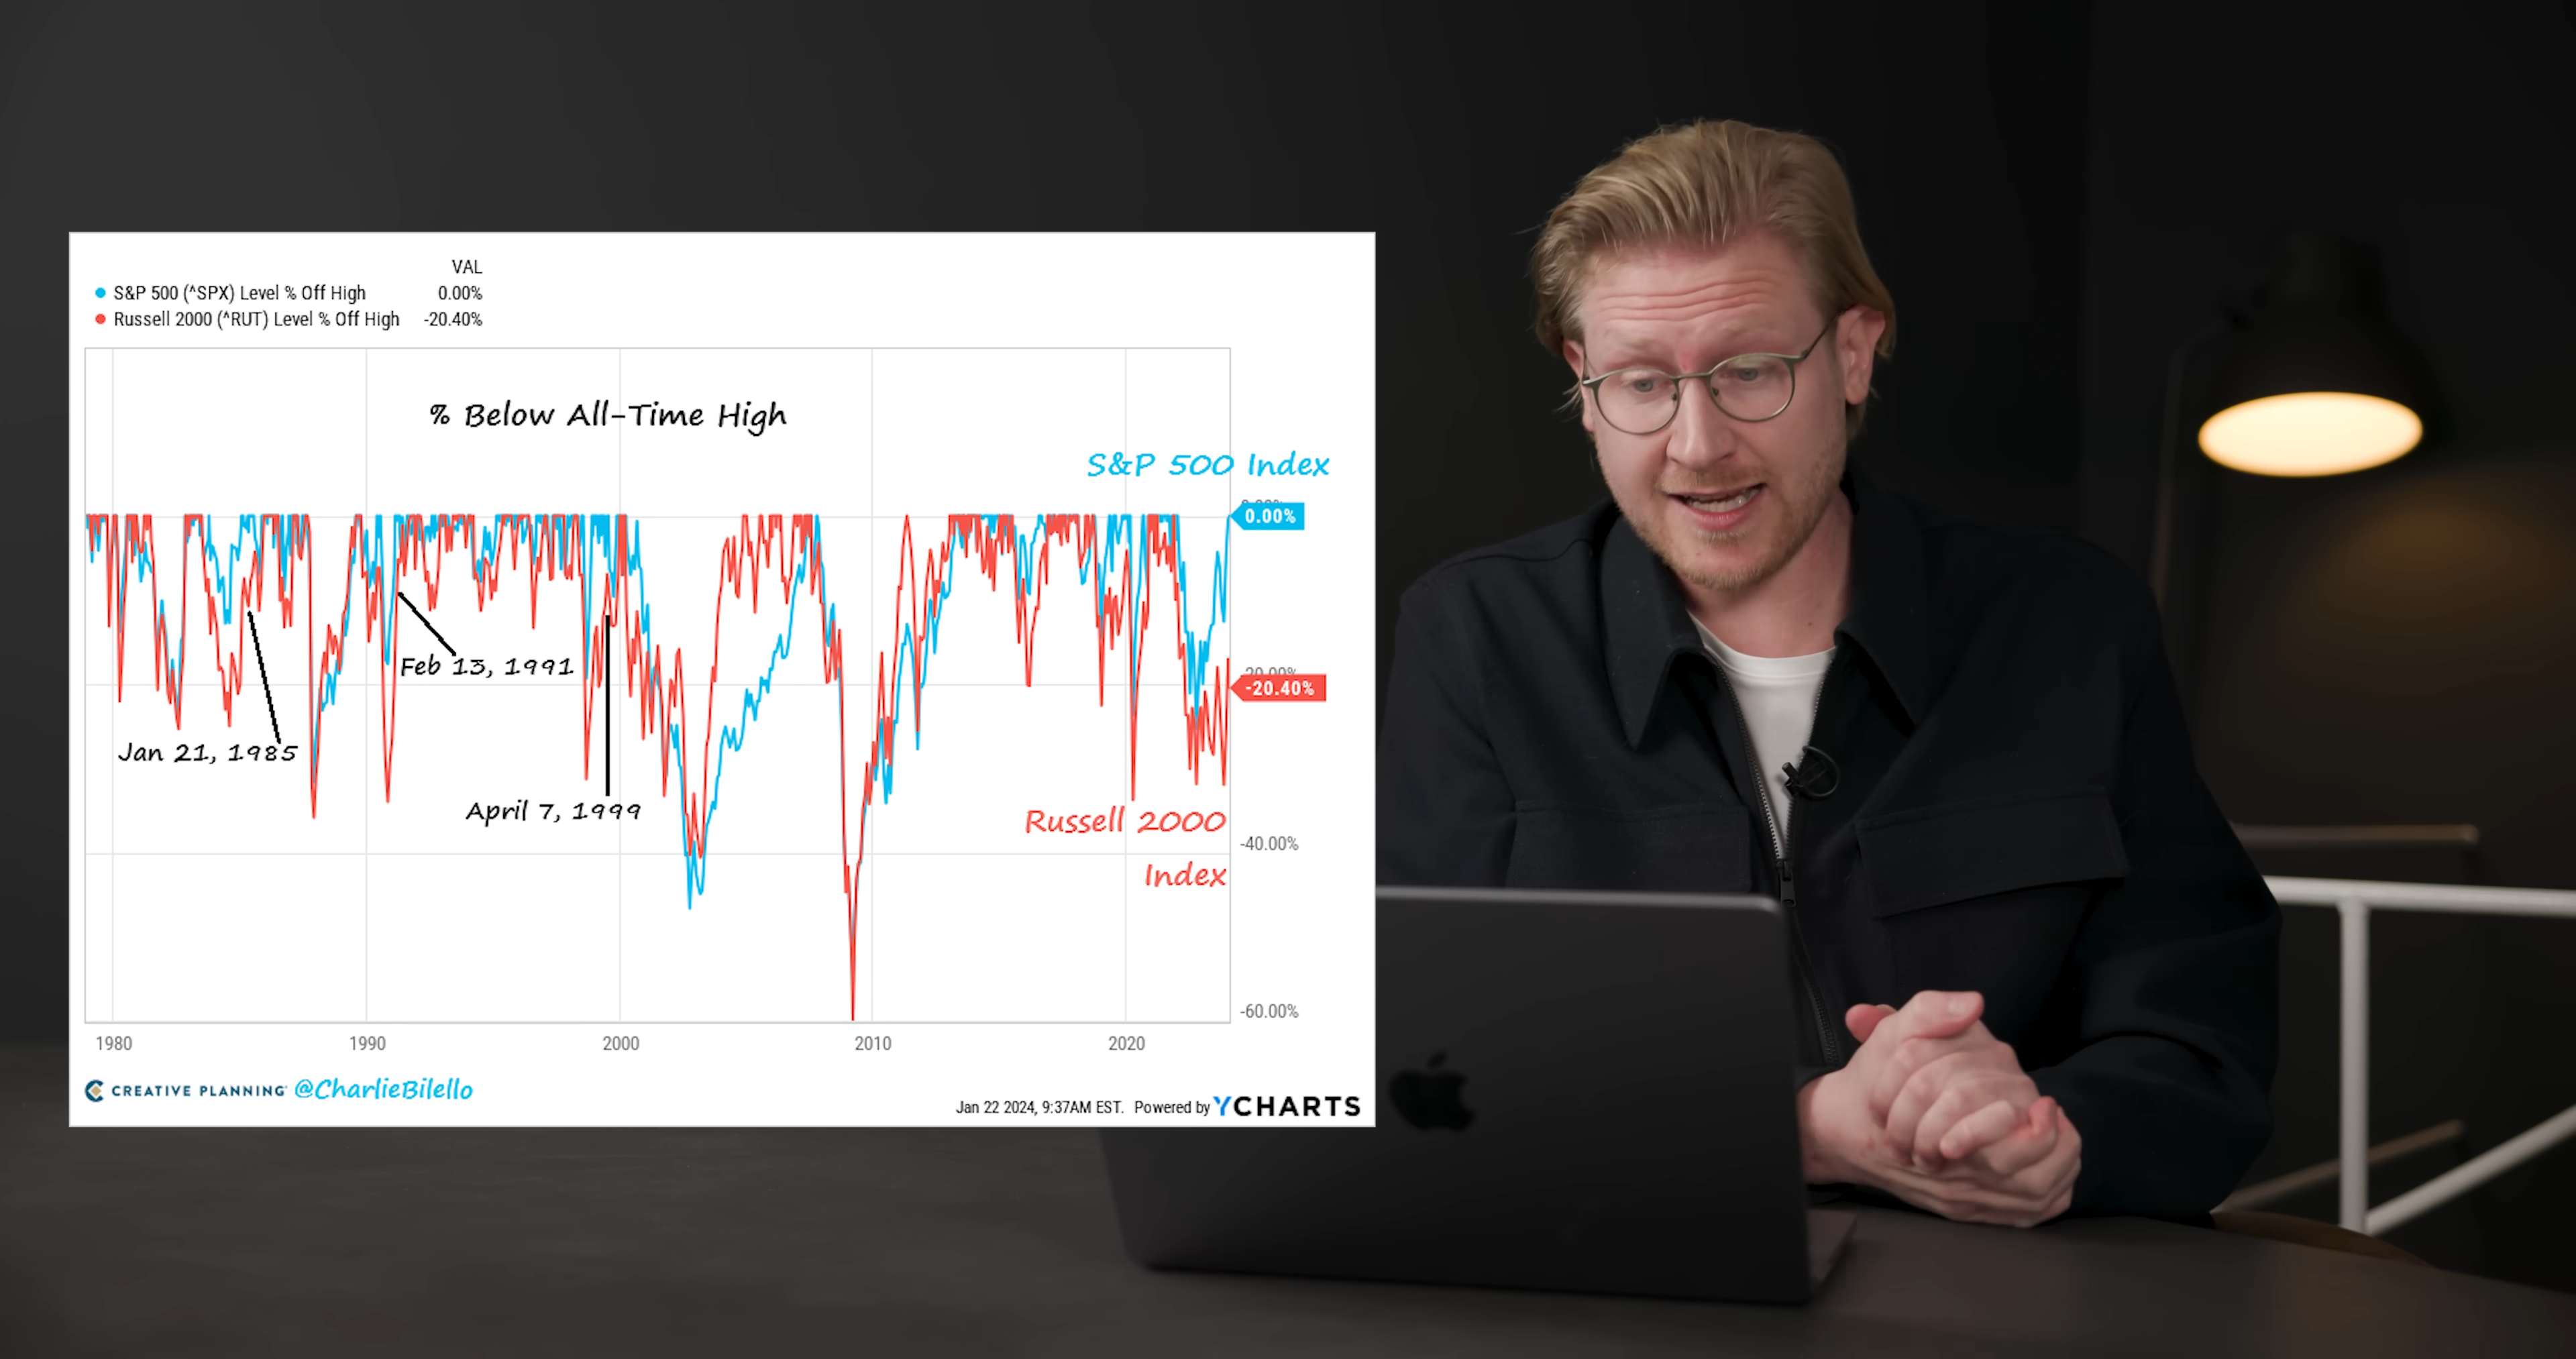 VAL
S&P 500 (^SPX) Level % Off High 0.00%
Russell 2000 (^RUT) Level % Off High -20.40%
% Below All-Time High
S&P 500 Index
0.00%
Feb 13, 1991
-20.40%
Jan 21, 1985
April 7, 1999
Russell 2000
Index
-40.00%
-60.00%
1980 1990 2000 2010 2020
CREATIVE PLANNING @CharlieBilello
Jan 22 2024, 9:37AM EST. Powered by YCHARTS